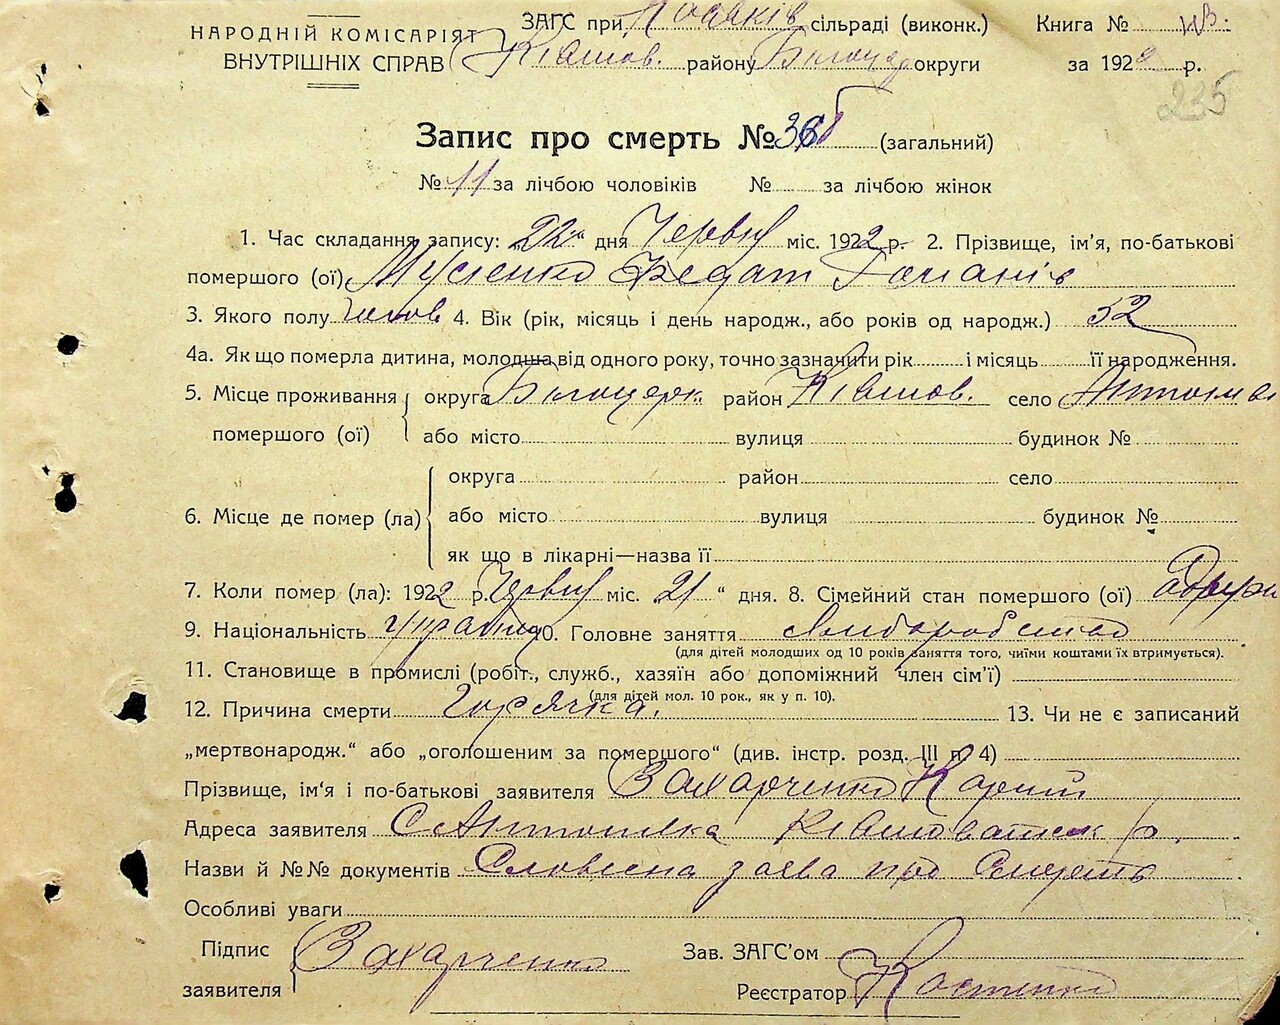 НАРОДНІЙ КОМІСАРІЯТ
ВНУТРІШНІХ СПРАВ
ЗАГС при сільраді (виконк.) Книга №
району округи за 192 р.
235
Запис про смерть № (загальний)
№ 11 за лічбою чоловіків № за лічбою жінок
1. Час складання запису: „22“ дня Червня міс. 1922 р. 2. Прізвище, ім'я, по-батькові
помершого (ої) Мусіенко Федот
3. Якого полу чолов 4. Вік (рік, місяць і день народж., або років од народж.) 52
4а. Як що померла дитина, молодша від одного року, точно зазначити рік і місяць її народження.
5. Місце проживання помершого (ої) округа Білоцерк. район село
або місто вулиця будинок №
6. Місце де помер (ла) округа район село
або місто вулиця будинок №
як що в лікарні—назва її
7. Коли помер (ла): 1922 р. Червня міс. „21“ дня. 8. Сімейний стан помершого (ої)
9. Національність 10. Головне заняття хліборобство
(для дітей молодших од 10 років заняття того, чиїми коштами їх втримується).
11. Становище в промислі (робіт., служб., хазяїн або допоміжний член сім'ї)
(для дітей мол. 10 рок., як у п. 10).
12. Причина смерти Горячка. 13. Чи не є записаний
„мертвонародж.“ або „оголошеним за помершого“ (див. інстр. розд. III п. 4)
Прізвище, ім'я і по-батькові заявителя Захарченко
Адреса заявителя р.
Назви й №№ документів Словесна заява про смерть
Особливі уваги
Підпис заявителя Захарченко Зав. ЗАГС'ом
Реєстратор Костенко